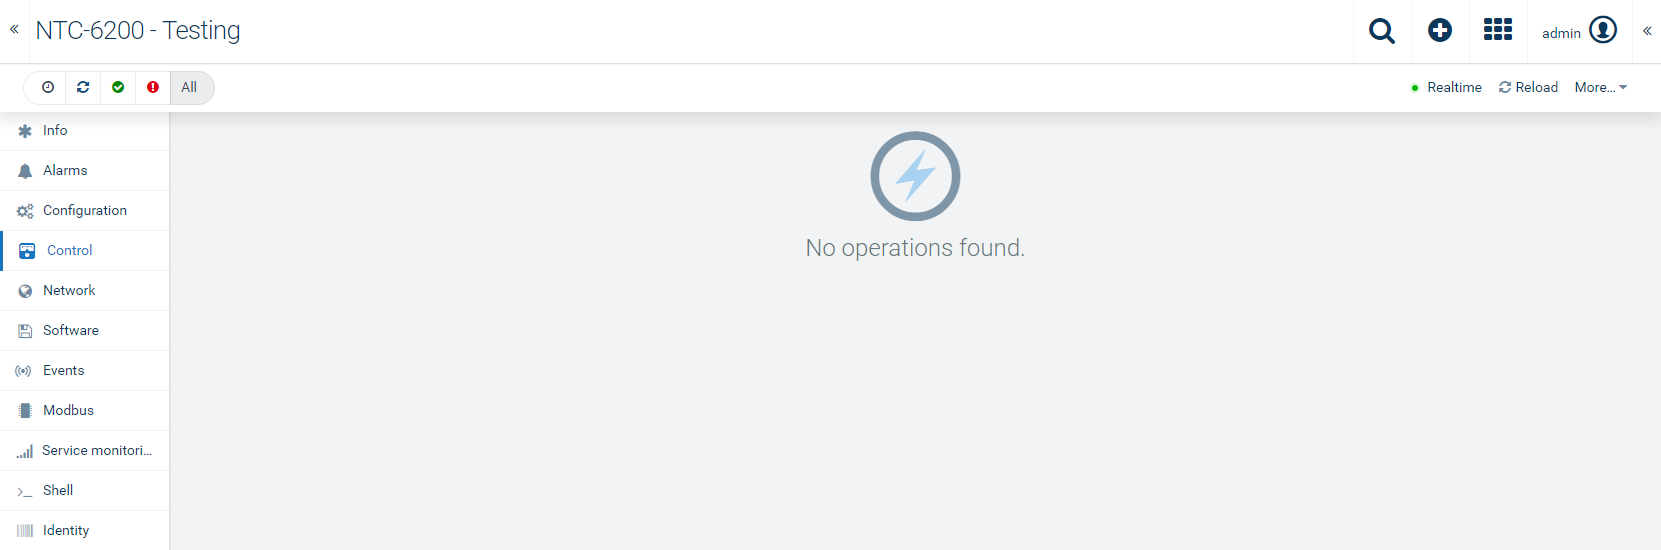 « NTC-6200 - Testing admin «
All Realtime Reload More...
Info
Alarms
Configuration
Control
Network
Software
Events
Modbus
Service monitori...
Shell
Identity
No operations found.